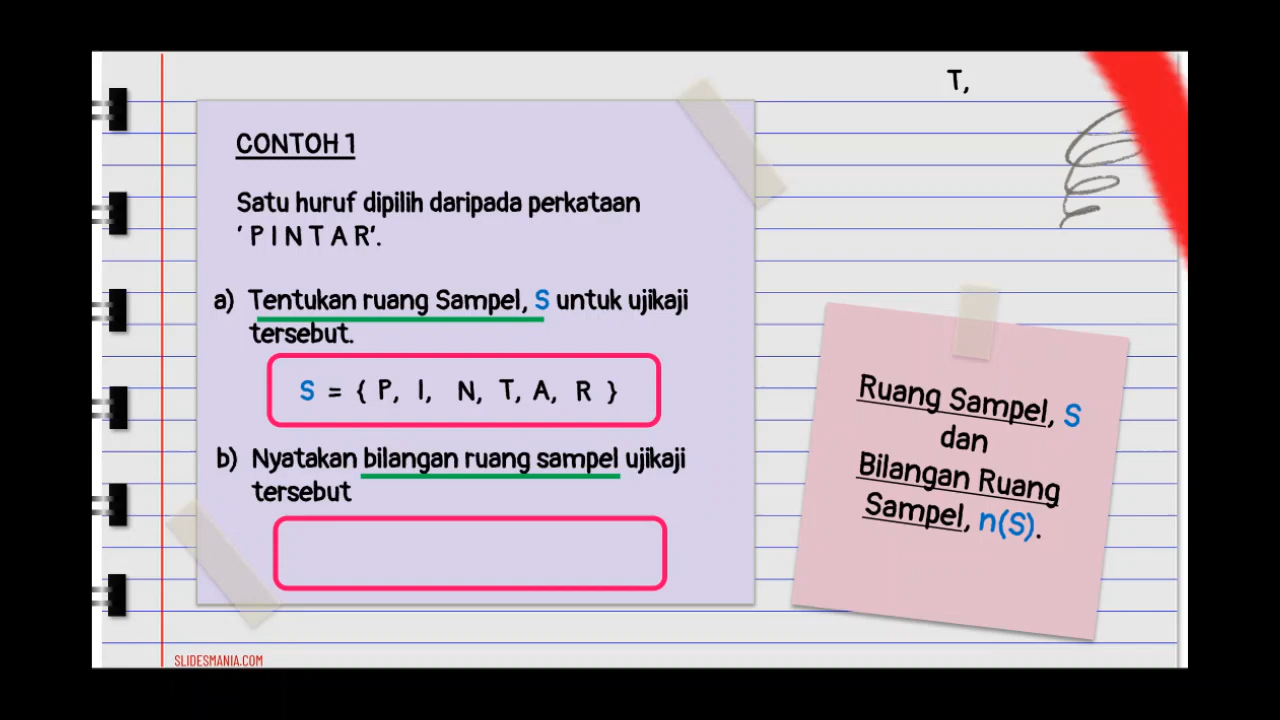 T,
CONTOH 1
Satu huruf dipilih daripada perkataan
‘ P I N T A R’.
a) Tentukan ruang Sampel, S untuk ujikaji
tersebut.
S = { P, I, N, T, A, R }
b) Nyatakan bilangan ruang sampel ujikaji
tersebut
Ruang Sampel, S
dan
Bilangan Ruang
Sampel, n(S).
SLIDESMANIA.COM